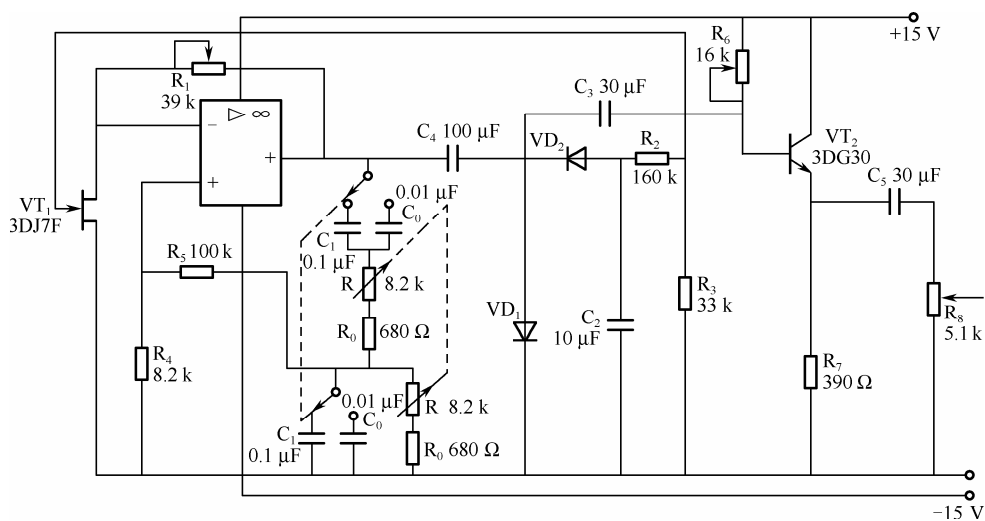 +15 V
R₆
16 k
R₁
39 k
C₃ 30 μF
▷ ∞
−
+
+
C₄ 100 μF
VD₂
R₂
160 k
VT₂
3DG30
VT₁
3DJ7F
0.01 μF
C₁
C₀
0.1 μF
C₅ 30 μF
R₅ 100 k
R
8.2 k
R₃
33 k
VD₁
C₂
10 μF
R₈
5.1 k
R₀
680 Ω
R₄
8.2 k
R₇
390 Ω
0.01 μF
R 8.2 k
C₁
C₀
0.1 μF
R₀ 680 Ω
−15 V